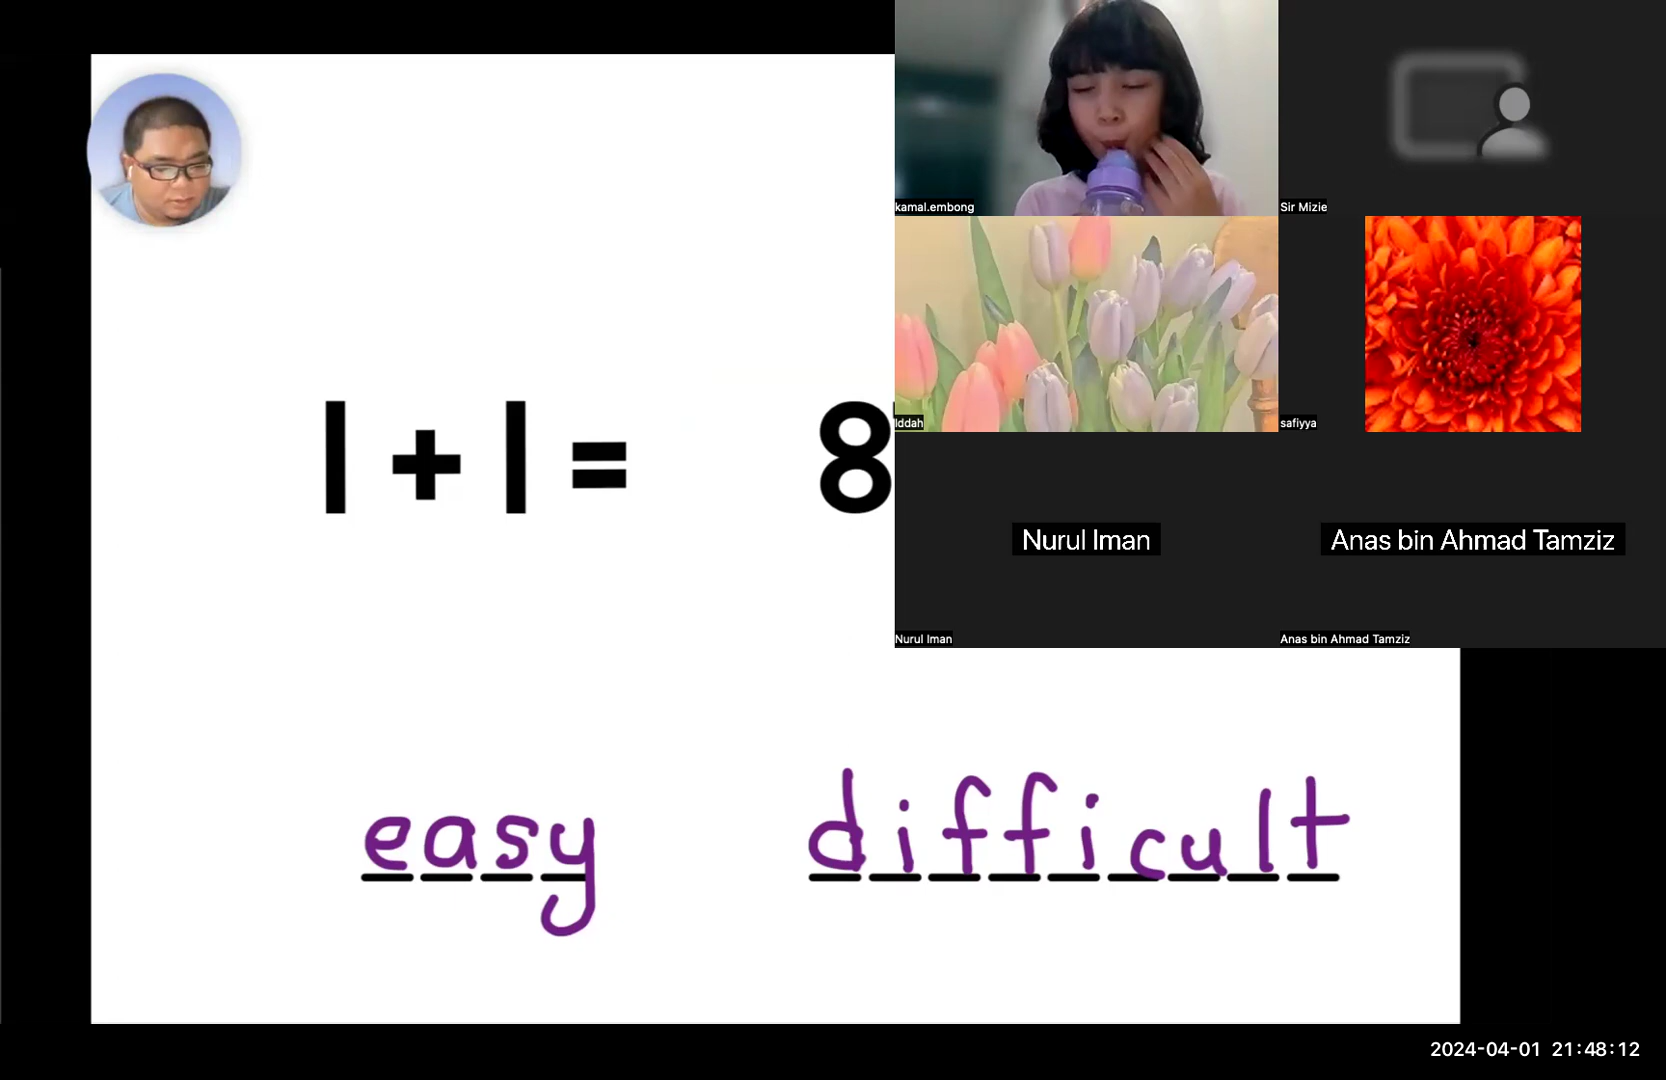 kamal.embong
Sir Mizie
Iddah
safiyya
1 + 1 = 8
Nurul Iman
Anas bin Ahmad Tamziz
Nurul Iman
Anas bin Ahmad Tamziz
easy difficult
2024-04-01 21:48:12